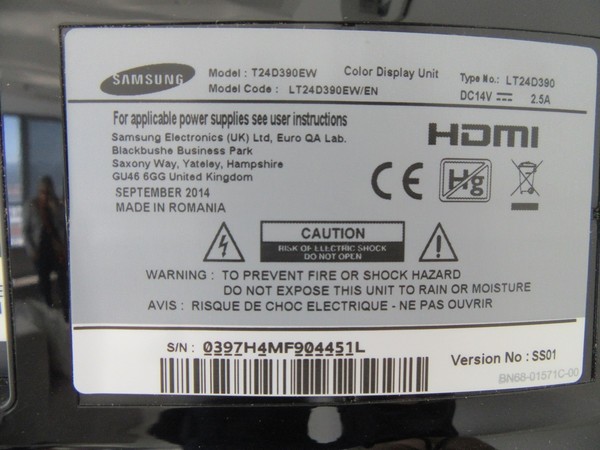 SAMSUNG
Model : T24D390EW Color Display Unit Type No.: LT24D390
Model Code : LT24D390EW/EN DC14V 2.5A
For applicable power supplies see user instructions
Samsung Electronics (UK) Ltd, Euro QA Lab.
Blackbushe Business Park
Saxony Way, Yateley, Hampshire
GU46 6GG United Kingdom
SEPTEMBER 2014
MADE IN ROMANIA
HDMI
CE Hg
CAUTION
RISK OF ELECTRIC SHOCK
DO NOT OPEN
WARNING : TO PREVENT FIRE OR SHOCK HAZARD
DO NOT EXPOSE THIS UNIT TO RAIN OR MOISTURE
AVIS : RISQUE DE CHOC ELECTRIQUE - NE PAS OUVRIR
S/N : 0397H4MF904451L
Version No : SS01
BN68-01571C-00